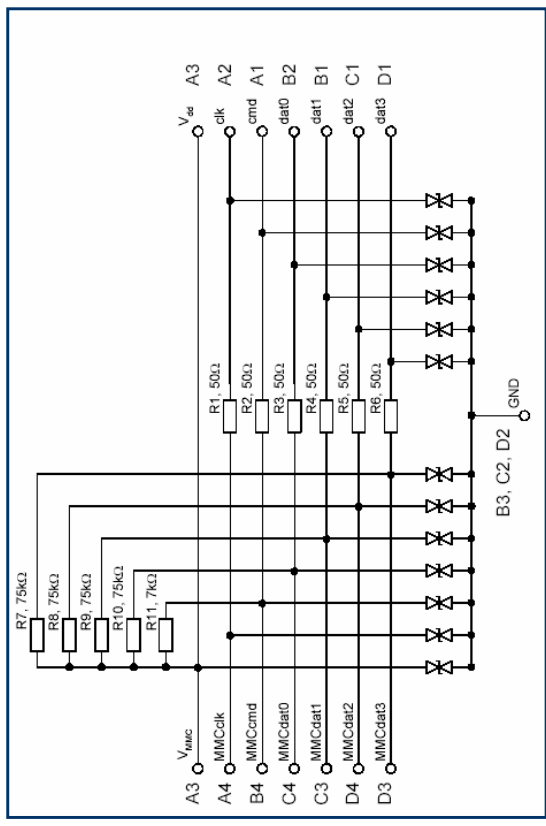 A3 A2 A1 B2 B1 C1 D1
Vdd clk cmd dat0 dat1 dat2 dat3
R1, 50Ω
R2, 50Ω
R3, 50Ω
R4, 50Ω
R5, 50Ω
R6, 50Ω
GND
B3, C2, D2
R7, 75kΩ
R8, 75kΩ
R9, 75kΩ
R10, 75kΩ
R11, 7kΩ
VMMC MMCclk MMCcmd MMCdat0 MMCdat1 MMCdat2 MMCdat3
A3 A4 B4 C4 C3 D4 D3